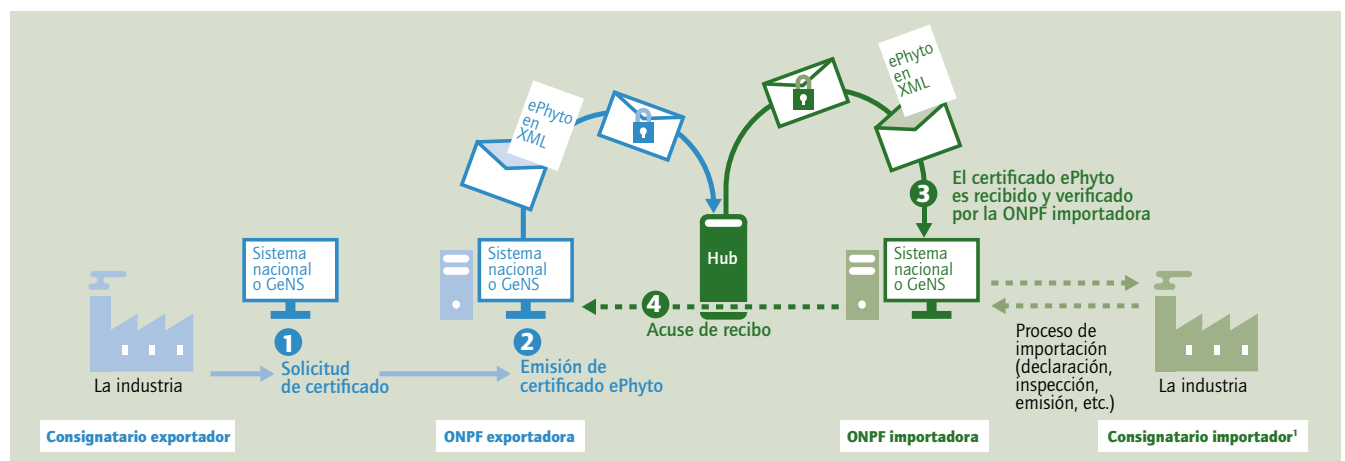 ePhyto
en
XML
ePhyto
en
XML
Sistema
nacional
o GeNS
La industria
1
Solicitud
de certificado
Sistema
nacional
o GeNS
2
Emisión de
certificado ePhyto
Hub
4
Acuse de recibo
3
El certificado ePhyto
es recibido y verificado
por la ONPF importadora
Sistema
nacional
o GeNS
Proceso de
importación
(declaración,
inspección,
emisión, etc.)
La industria
Consignatario exportador
ONPF exportadora
ONPF importadora
Consignatario importador¹